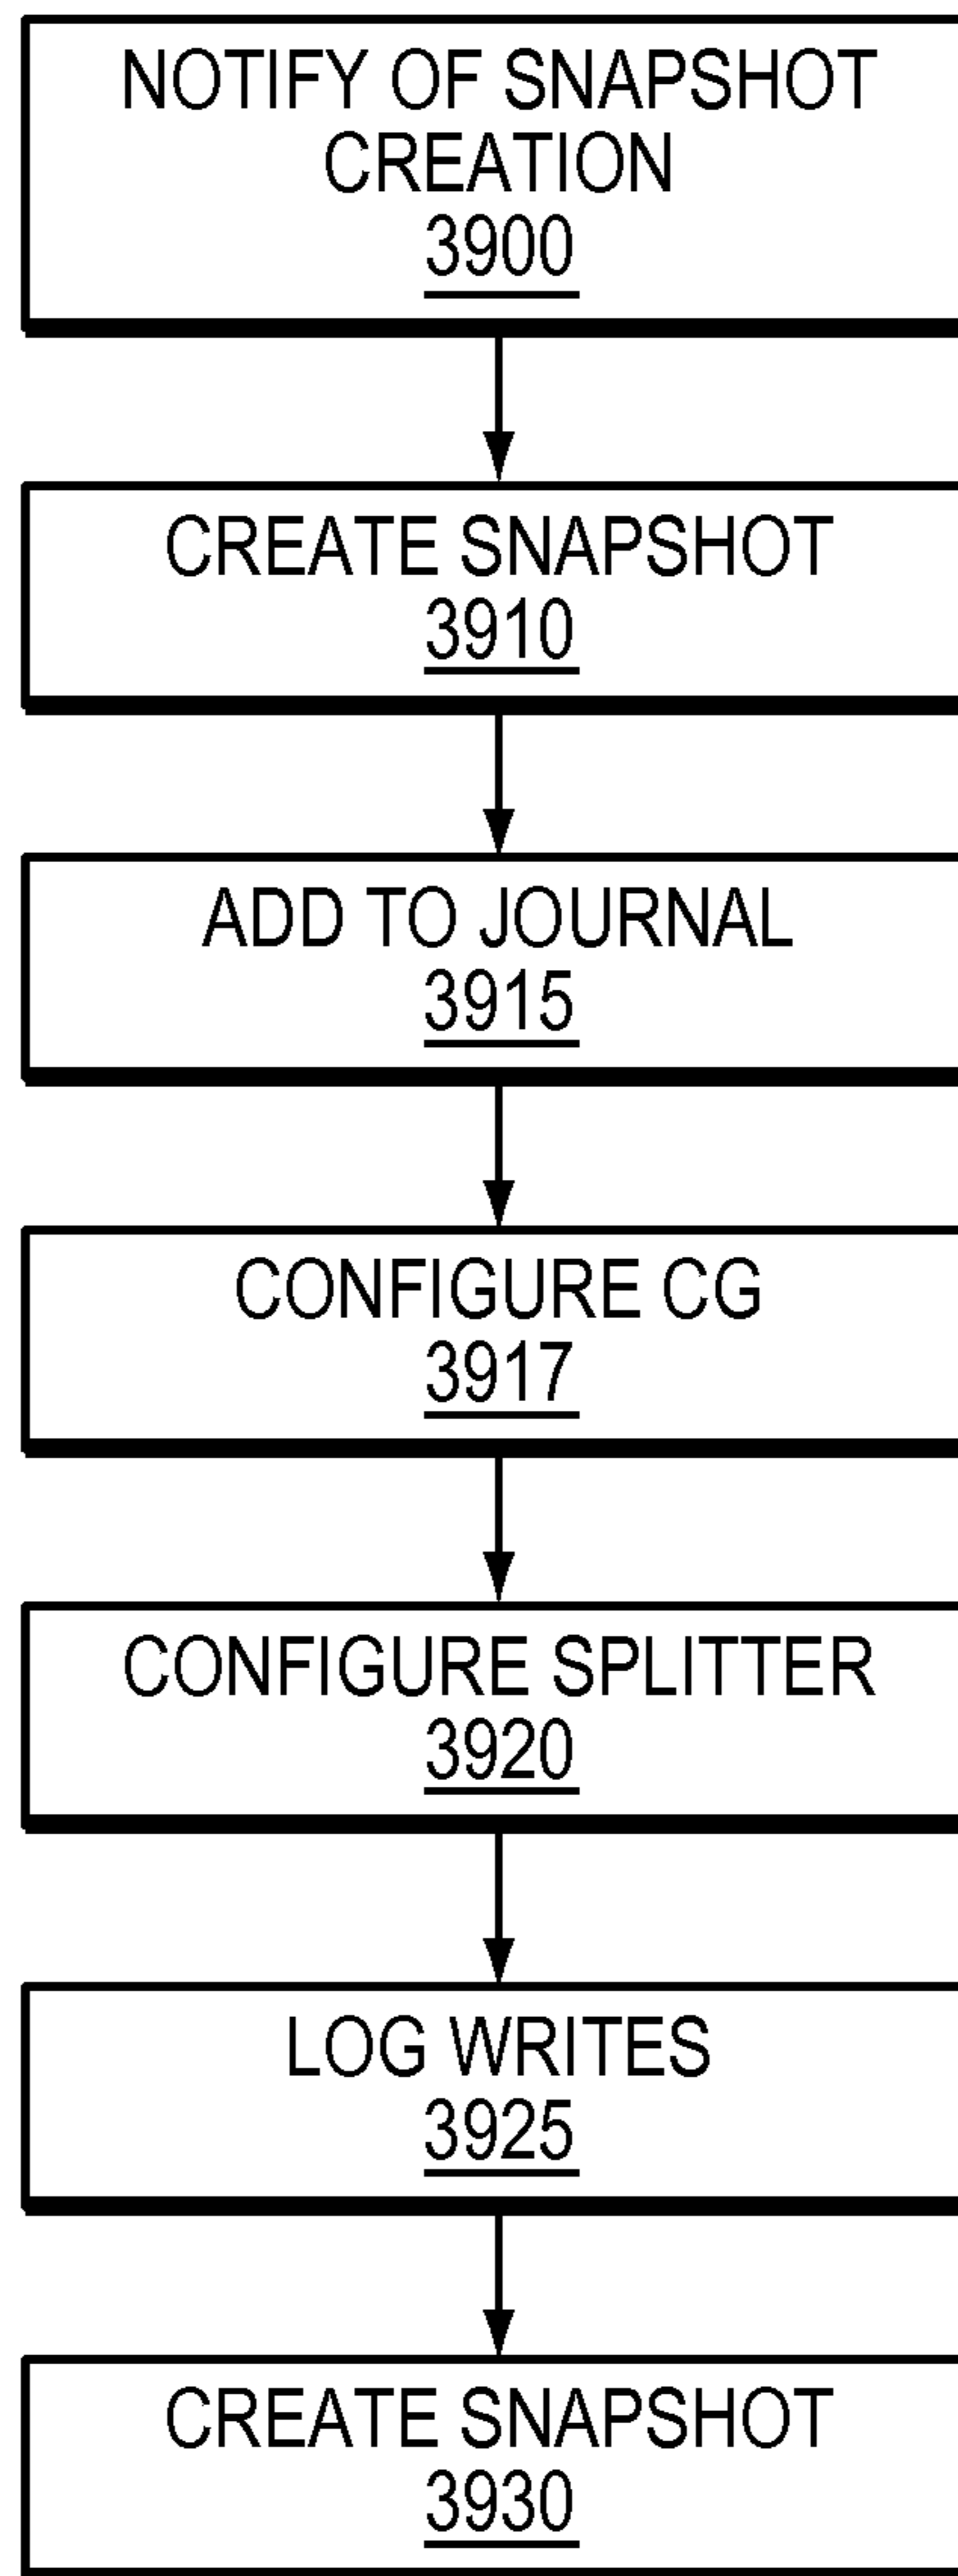 NOTIFY OF SNAPSHOT
CREATION
3900
CREATE SNAPSHOT
3910
ADD TO JOURNAL
3915
CONFIGURE CG
3917
CONFIGURE SPLITTER
3920
LOG WRITES
3925
CREATE SNAPSHOT
3930